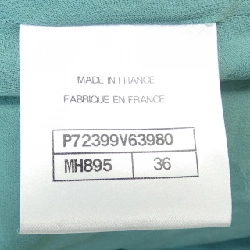 MADE IN FRANCE
FABRIQUE EN FRANCE
P72399V63980
MH895 36